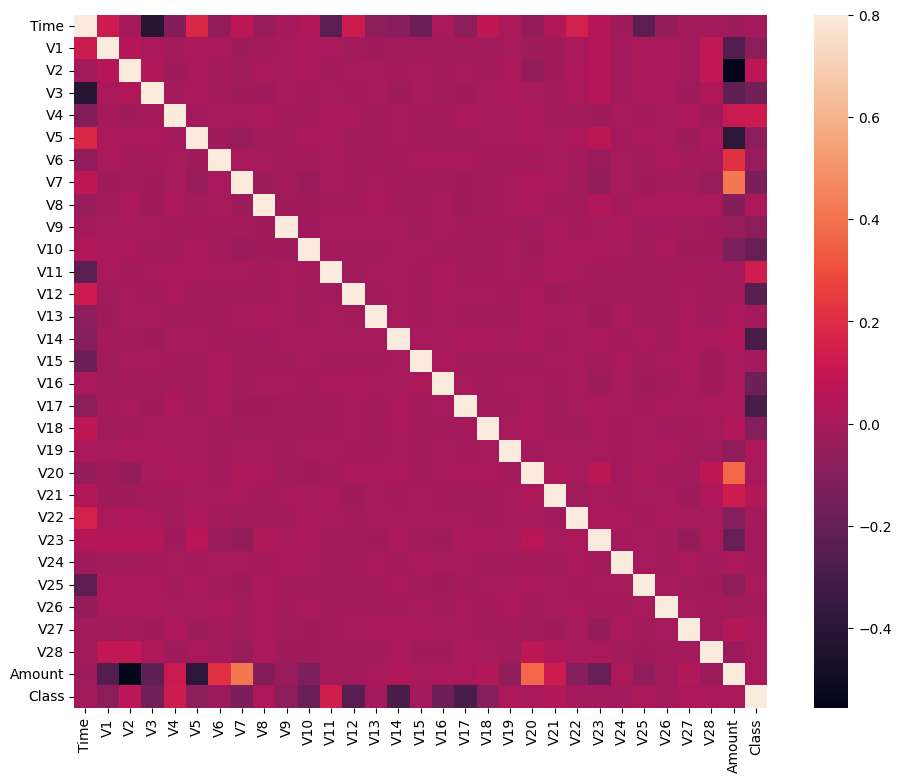 Time
V1
V2
V3
V4
V5
V6
V7
V8
V9
V10
V11
V12
V13
V14
V15
V16
V17
V18
V19
V20
V21
V22
V23
V24
V25
V26
V27
V28
Amount
Class
Time
V1
V2
V3
V4
V5
V6
V7
V8
V9
V10
V11
V12
V13
V14
V15
V16
V17
V18
V19
V20
V21
V22
V23
V24
V25
V26
V27
V28
Amount
Class
0.8
0.6
0.4
0.2
0.0
−0.2
−0.4